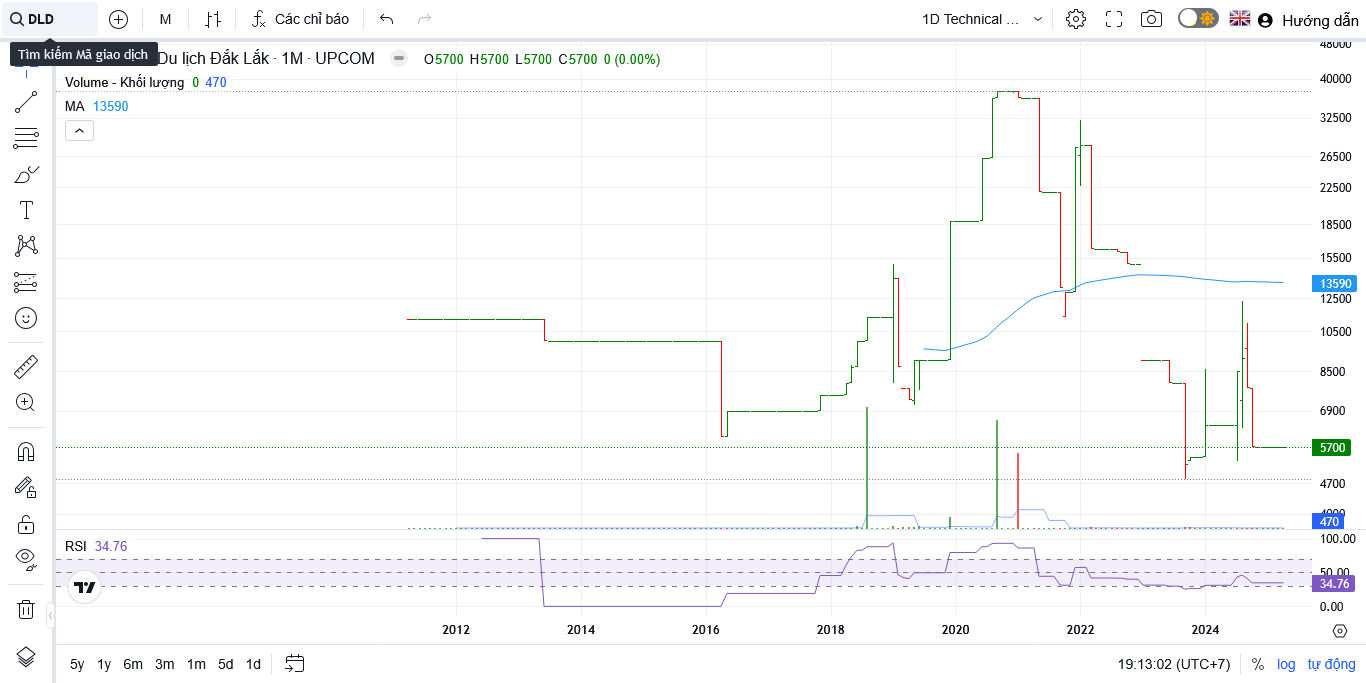 DLD
M
Các chỉ báo
1D Technical ...
Hướng dẫn
Tìm kiếm Mã giao dịch
Du lịch Đắk Lắk · 1M · UPCOM
O5700 H5700 L5700 C5700 0 (0.00%)
Volume - Khối lượng 0 470
MA 13590
48000
40000
32500
26500
22500
18500
15500
13590
12500
10500
8500
6900
5700
4700
4000
470
RSI 34.76
100.00
50.00
34.76
0.00
2012 2014 2016 2018 2020 2022 2024
5y 1y 6m 3m 1m 5d 1d
19:13:02 (UTC+7)
% log tự động